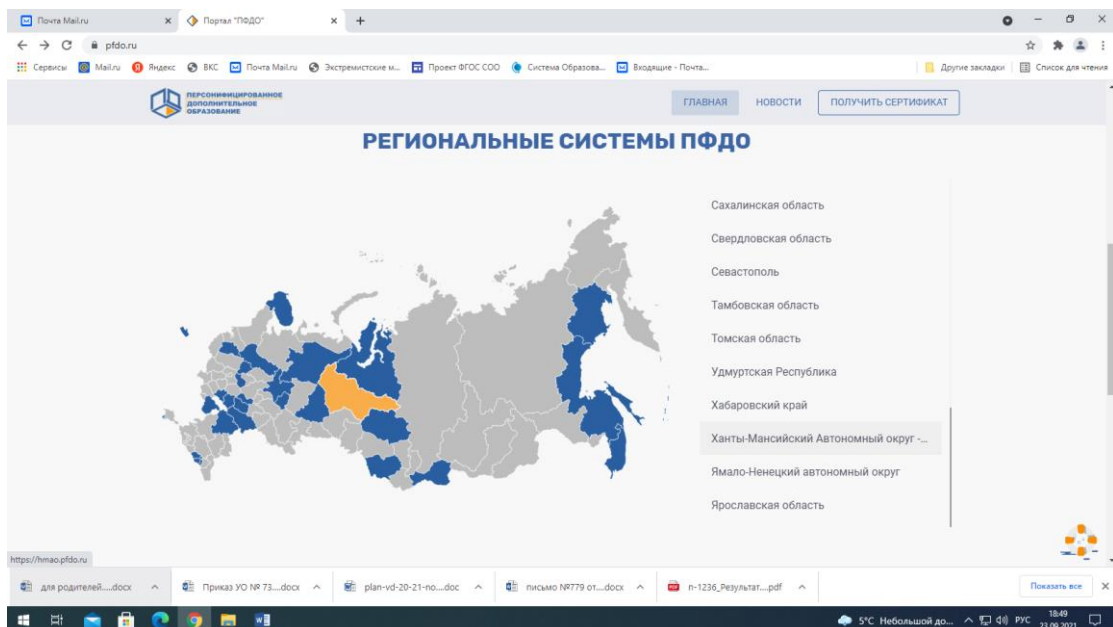 Почта Mail.ru
Портал "ПФДО"
pfdo.ru
Сервисы
Mail.ru
Яндекс
ВКС
Почта Mail.ru
Экстремистские м...
Проект ФГОС СОО
Система Образова...
Входящие - Почта...
Другие закладки
Список для чтения
ПЕРСОНИФИЦИРОВАННОЕ
ДОПОЛНИТЕЛЬНОЕ
ОБРАЗОВАНИЕ
ГЛАВНАЯ
НОВОСТИ
ПОЛУЧИТЬ СЕРТИФИКАТ
РЕГИОНАЛЬНЫЕ СИСТЕМЫ ПФДО
Сахалинская область
Свердловская область
Севастополь
Тамбовская область
Томская область
Удмуртская Республика
Хабаровский край
Ханты-Мансийский Автономный округ -...
Ямало-Ненецкий автономный округ
Ярославская область
https://hmao.pfdo.ru
для родителей.....docx
Приказ УО № 73....docx
plan-vd-20-21-no....doc
письмо №779 от....docx
n-1236_Результат....pdf
Показать все
5°C Небольшой до...
РУС
18:49
23.09.2021